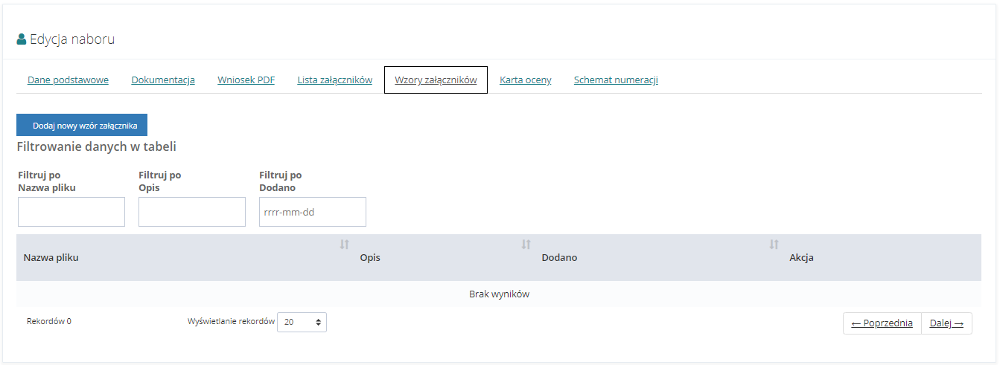 Edycja naboru
Dane podstawowe Dokumentacja Wniosek PDF Lista załączników Wzory załączników Karta oceny Schemat numeracji
Dodaj nowy wzór załącznika
Filtrowanie danych w tabeli
Filtruj po Filtruj po Filtruj po
Nazwa pliku Opis Dodano
rrrr-mm-dd
Nazwa pliku Opis Dodano Akcja
Brak wyników
Rekordów 0 Wyświetlanie rekordów 20 ← Poprzednia Dalej →